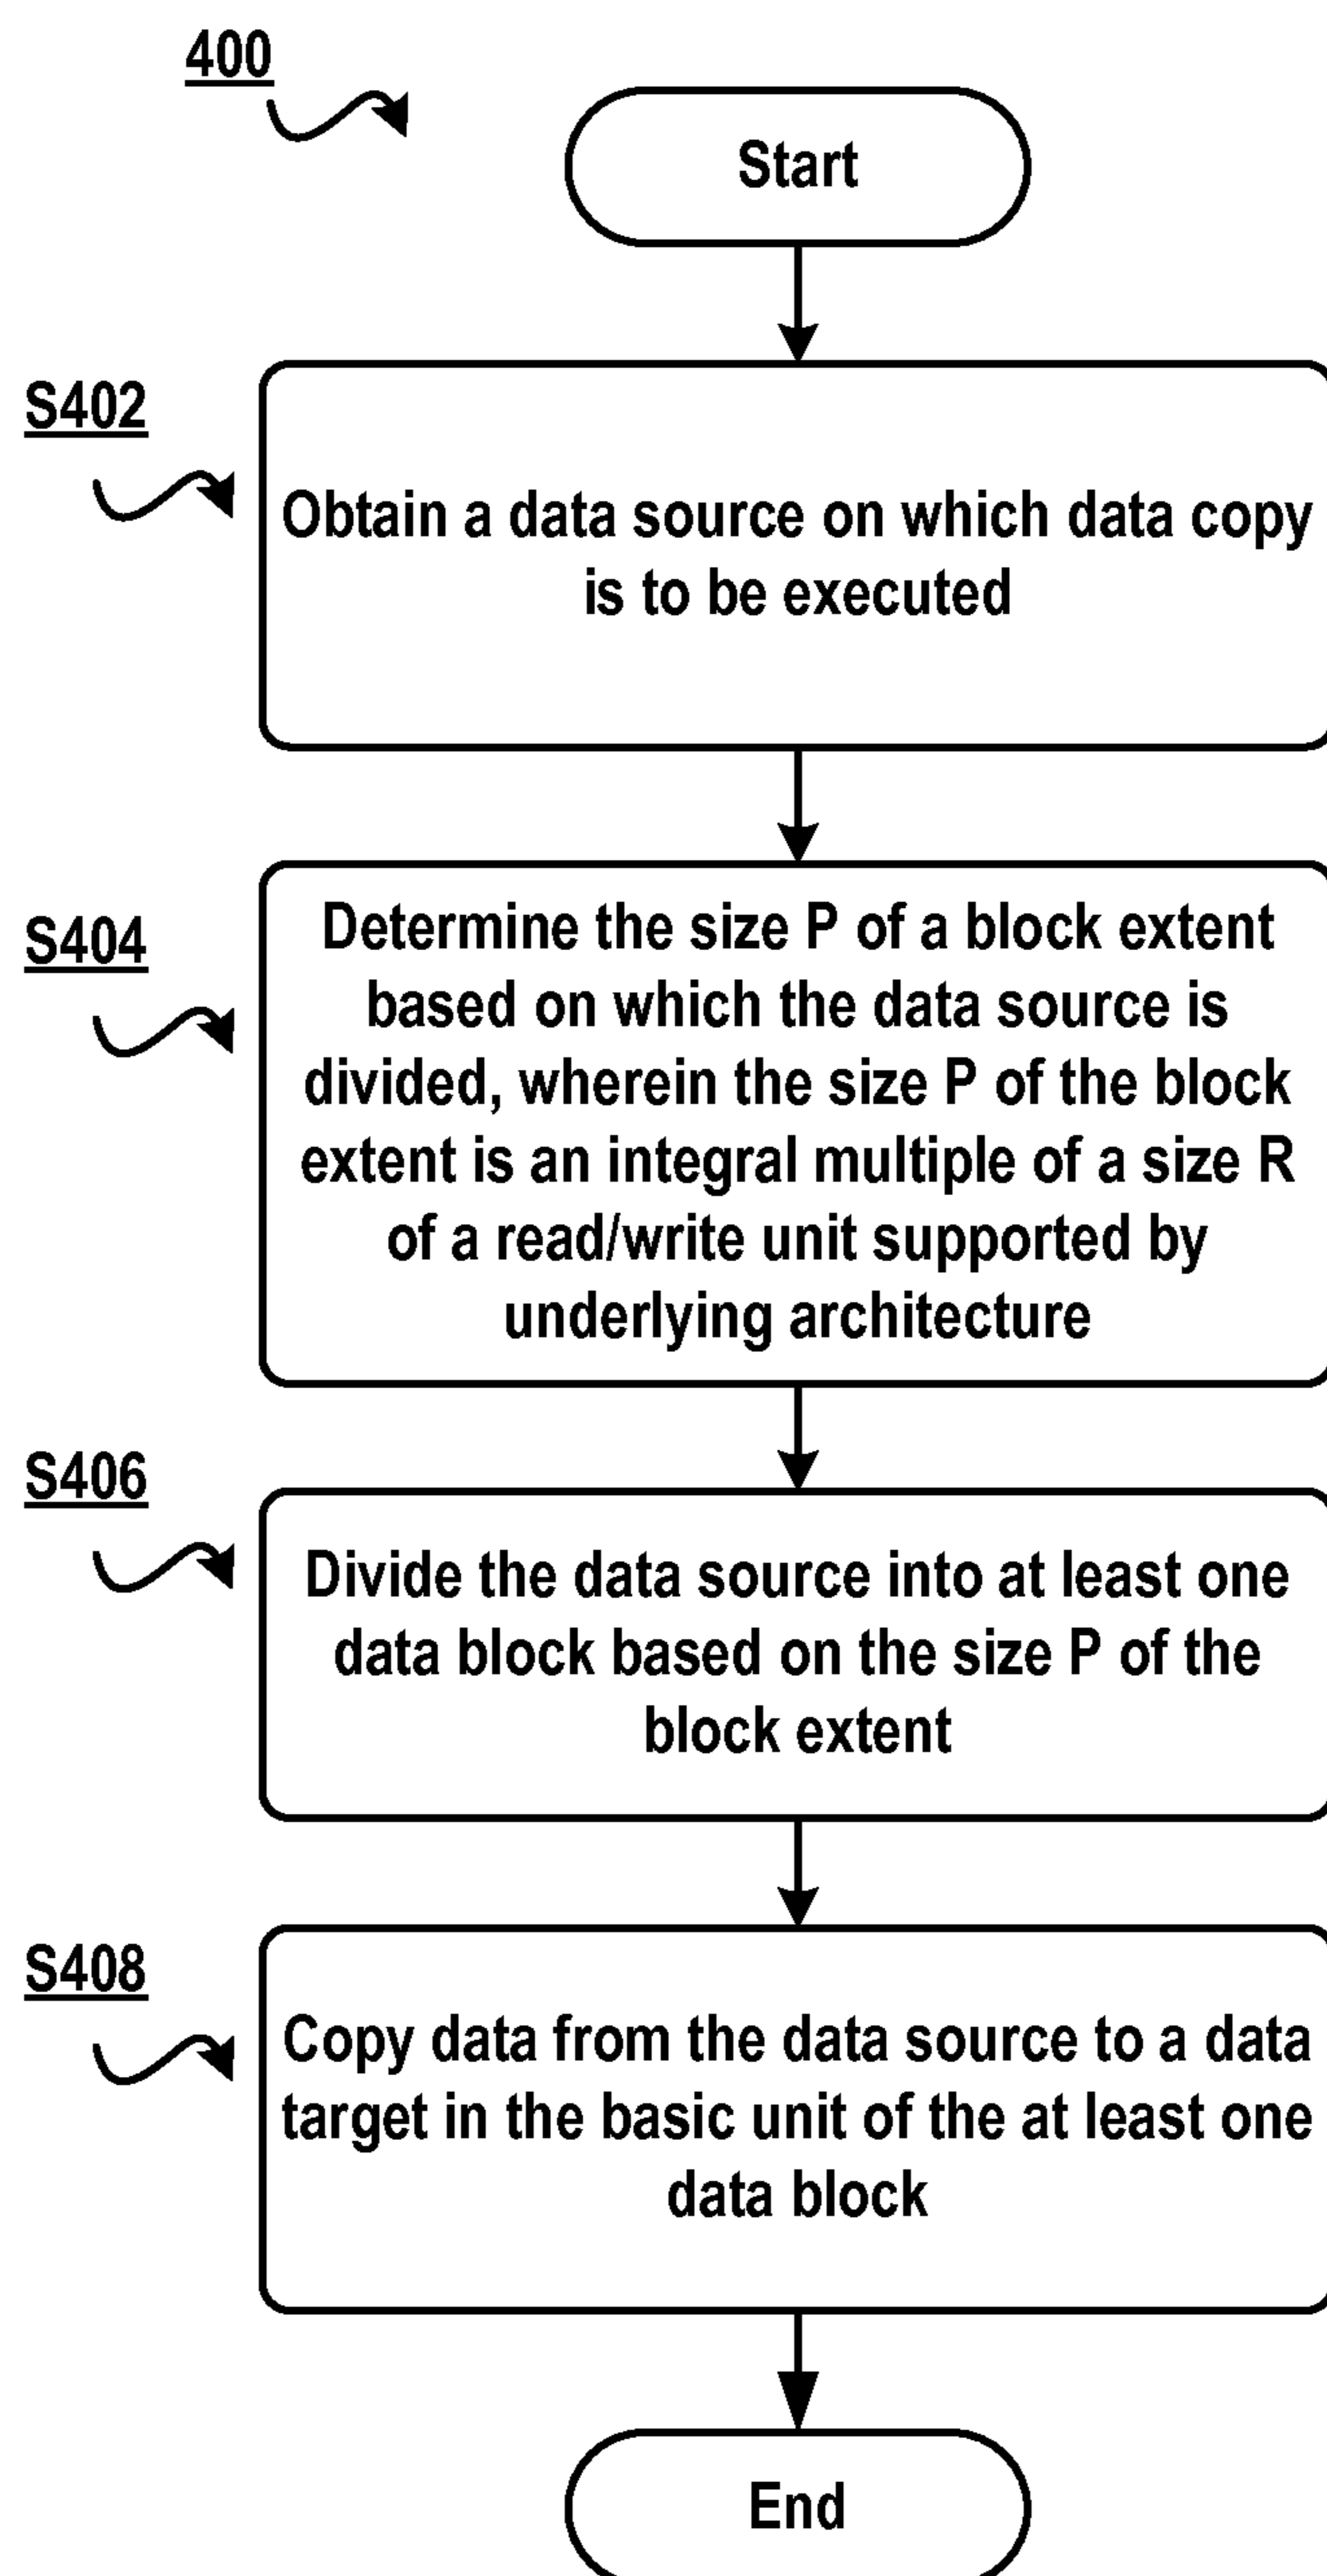 400
Start
S402
Obtain a data source on which data copy
is to be executed
S404
Determine the size P of a block extent
based on which the data source is
divided, wherein the size P of the block
extent is an integral multiple of a size R
of a read/write unit supported by
underlying architecture
S406
Divide the data source into at least one
data block based on the size P of the
block extent
S408
Copy data from the data source to a data
target in the basic unit of the at least one
data block
End